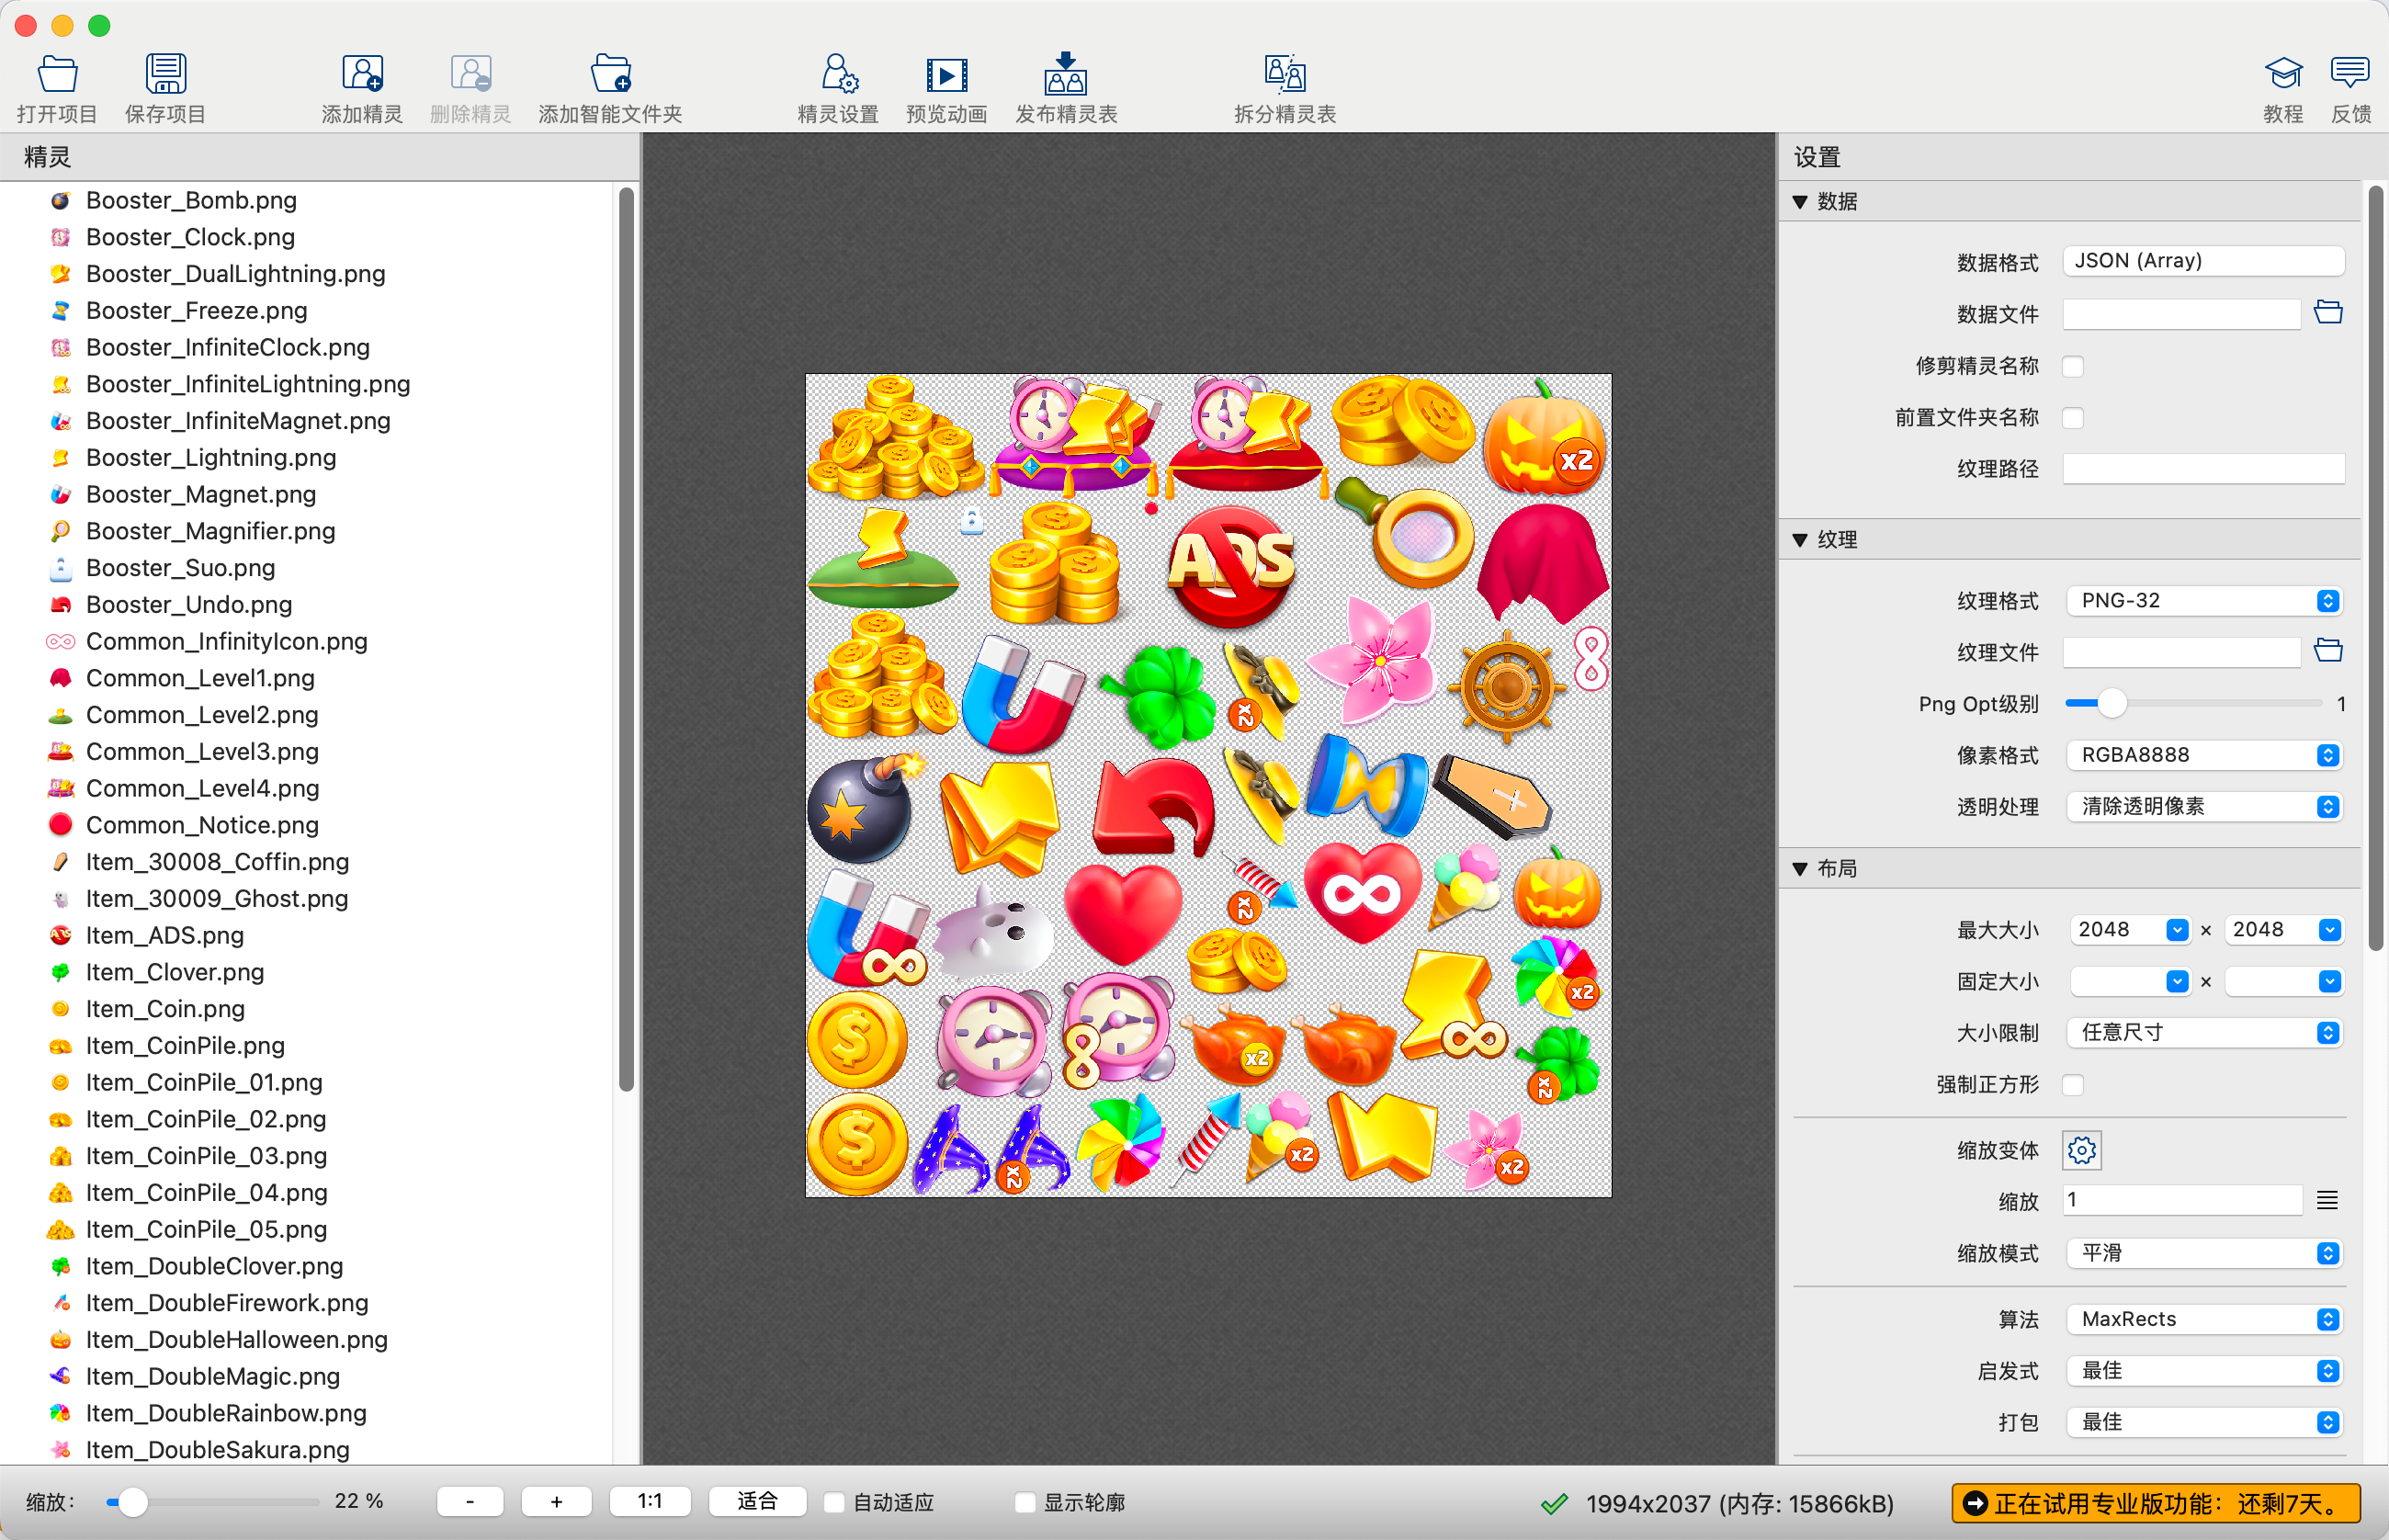 打开项目
保存项目
添加精灵
删除精灵
添加智能文件夹
精灵设置
预览动画
发布精灵表
拆分精灵表
教程
反馈
精灵
Booster_Bomb.png
Booster_Clock.png
Booster_DualLightning.png
Booster_Freeze.png
Booster_InfiniteClock.png
Booster_InfiniteLightning.png
Booster_InfiniteMagnet.png
Booster_Lightning.png
Booster_Magnet.png
Booster_Magnifier.png
Booster_Suo.png
Booster_Undo.png
Common_InfinityIcon.png
Common_Level1.png
Common_Level2.png
Common_Level3.png
Common_Level4.png
Common_Notice.png
Item_30008_Coffin.png
Item_30009_Ghost.png
Item_ADS.png
Item_Clover.png
Item_Coin.png
Item_CoinPile.png
Item_CoinPile_01.png
Item_CoinPile_02.png
Item_CoinPile_03.png
Item_CoinPile_04.png
Item_CoinPile_05.png
Item_DoubleClover.png
Item_DoubleFirework.png
Item_DoubleHalloween.png
Item_DoubleMagic.png
Item_DoubleRainbow.png
Item_DoubleSakura.png
x2
ADS
x2
x2
x2
x2
x2
x2
x2
x2
设置
数据
数据格式 JSON (Array)
数据文件
修剪精灵名称
前置文件夹名称
纹理路径
纹理
纹理格式 PNG-32
纹理文件
Png Opt级别 1
像素格式 RGBA8888
透明处理 清除透明像素
布局
最大大小 2048 × 2048
固定大小 ×
大小限制 任意尺寸
强制正方形
缩放变体
缩放 1
缩放模式 平滑
算法 MaxRects
启发式 最佳
打包 最佳
缩放： 22 %
-
+
1:1
适合
自动适应
显示轮廓
1994x2037 (内存: 15866kB)
正在试用专业版功能：还剩7天。